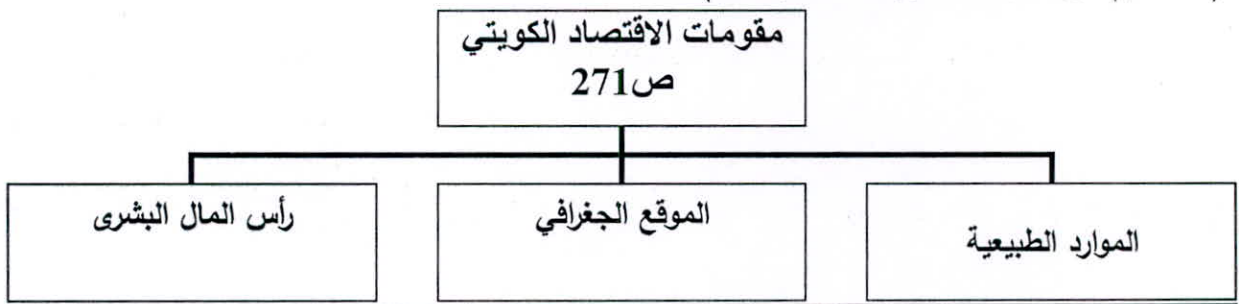 مقومات الاقتصاد الكويتي
ص271
الموارد الطبيعية
الموقع الجغرافي
رأس المال البشرى